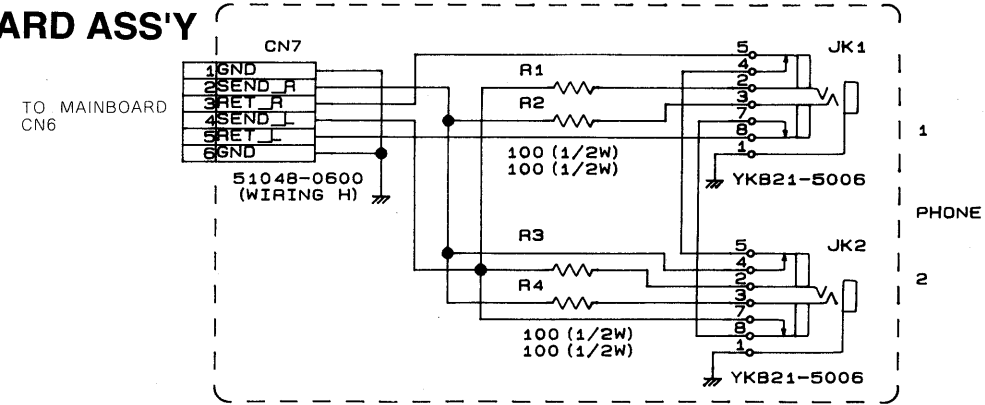 ARD ASS'Y
CN7
1 GND
2 SEND_R
3 RET_R
4 SEND_L
5 RET_L
6 GND
TO MAINBOARD
CN6
51048-0600
(WIRING H)
R1
R2
100 (1/2W)
100 (1/2W)
5
4
2
3
7
8
1
JK1
YKB21-5006
1
PHONE
2
R3
R4
100 (1/2W)
100 (1/2W)
5
4
2
3
7
8
1
JK2
YKB21-5006